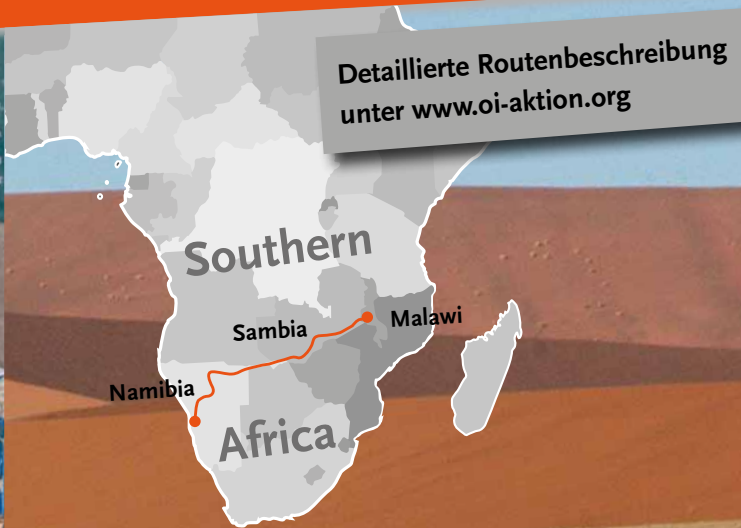 Detaillierte Routenbeschreibung
unter www.oi-aktion.org
Southern
Sambia
Malawi
Namibia
Africa